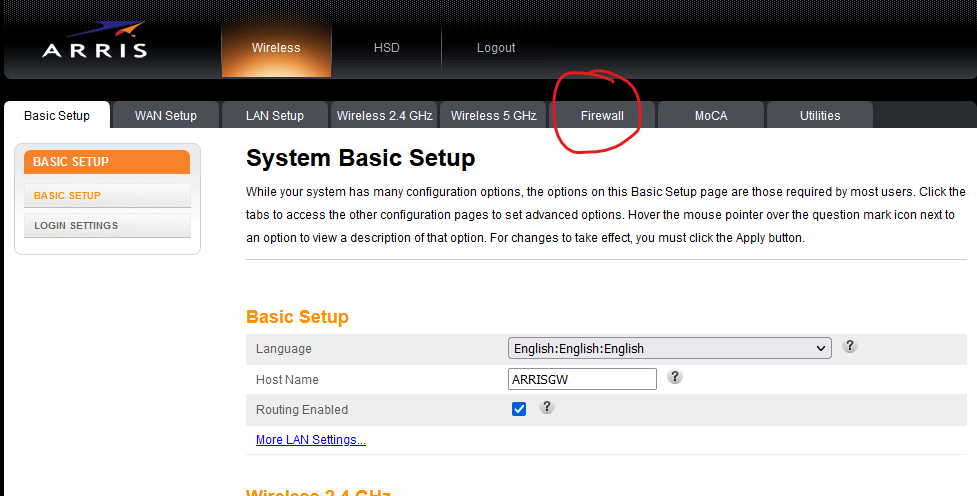 ARRIS
Wireless HSD Logout
Basic Setup WAN Setup LAN Setup Wireless 2.4 GHz Wireless 5 GHz Firewall MoCA Utilities
BASIC SETUP
BASIC SETUP
LOGIN SETTINGS
System Basic Setup
While your system has many configuration options, the options on this Basic Setup page are those required by most users. Click the
tabs to access the other configuration pages to set advanced options. Hover the mouse pointer over the question mark icon next to
an option to view a description of that option. For changes to take effect, you must click the Apply button.
Basic Setup
Language English:English:English ?
Host Name ARRISGW ?
Routing Enabled ?
More LAN Settings...
Wireless 2.4 GHz